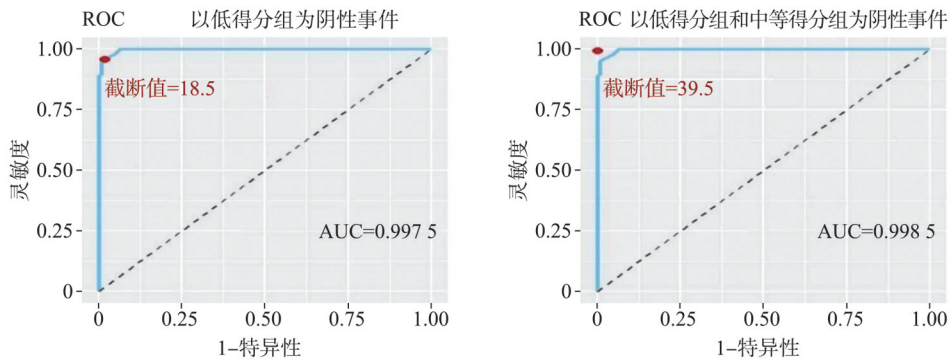 ROC 以低得分组为阴性事件
1.00
截断值=18.5
0.75
灵敏度
0.50
0.25
AUC=0.997 5
0
0 0.25 0.50 0.75 1.00
1-特异性
ROC 以低得分组和中等得分组为阴性事件
1.00
截断值=39.5
0.75
灵敏度
0.50
0.25
AUC=0.998 5
0
0 0.25 0.50 0.75 1.00
1-特异性